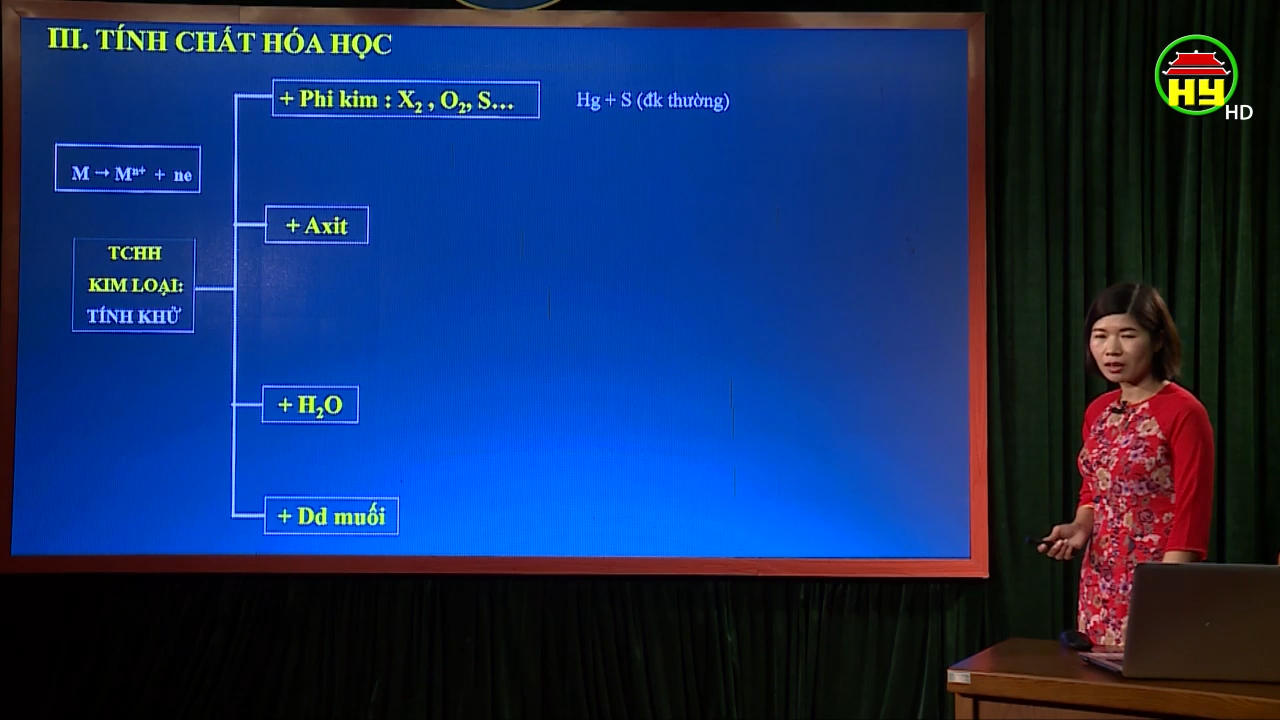 III. TÍNH CHẤT HÓA HỌC
+ Phi kim : X₂ , O₂, S...
Hg + S (đk thường)
M → Mⁿ⁺ + ne
+ Axit
TCHH
KIM LOẠI:
TÍNH KHỬ
+ H₂O
+ Dd muối
HY
HD